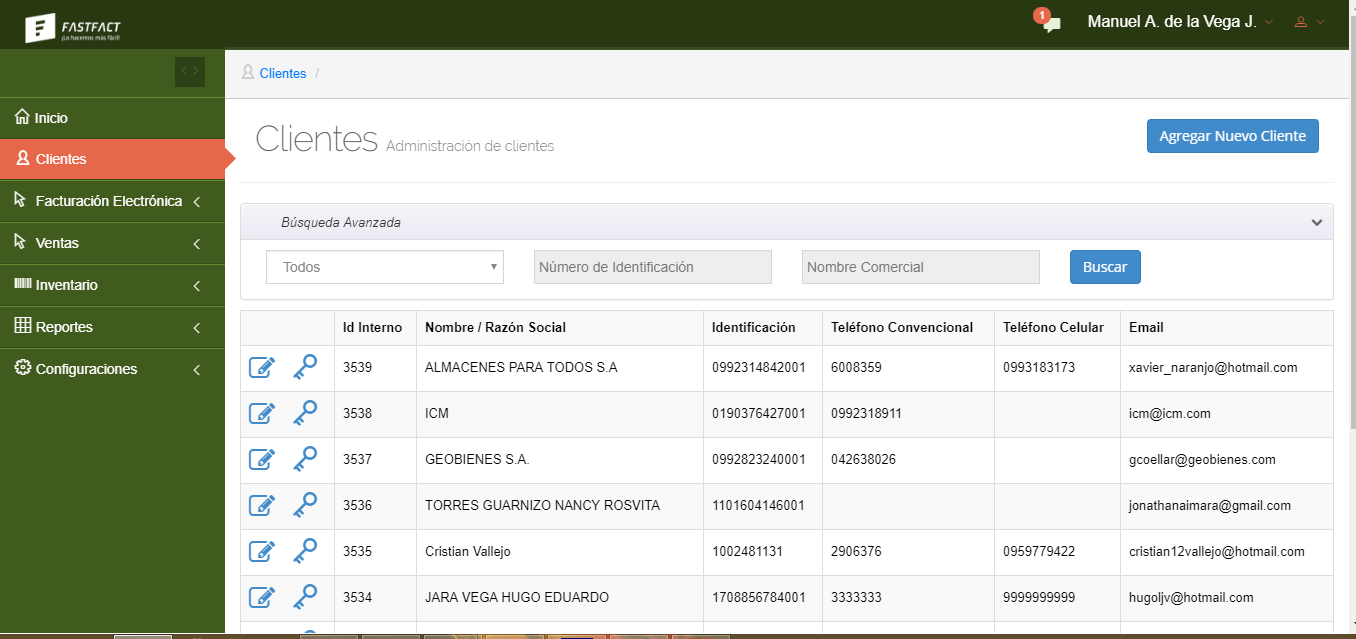 FASTFACT
¡Lo hacemos más fácil!
1
Manuel A. de la Vega J.
Clientes /
Inicio
Clientes
Facturación Electrónica
Ventas
Inventario
Reportes
Configuraciones
Clientes Administración de clientes
Agregar Nuevo Cliente
Búsqueda Avanzada
Todos Número de Identificación Nombre Comercial Buscar
Id Interno Nombre / Razón Social Identificación Teléfono Convencional Teléfono Celular Email
3539 ALMACENES PARA TODOS S.A 0992314842001 6008359 0993183173 xavier_naranjo@hotmail.com
3538 ICM 0190376427001 0992318911 icm@icm.com
3537 GEOBIENES S.A. 0992823240001 042638026 gcoellar@geobienes.com
3536 TORRES GUARNIZO NANCY ROSVITA 1101604146001 jonathanaimara@gmail.com
3535 Cristian Vallejo 1002481131 2906376 0959779422 cristian12vallejo@hotmail.com
3534 JARA VEGA HUGO EDUARDO 1708856784001 3333333 9999999999 hugoljv@hotmail.com